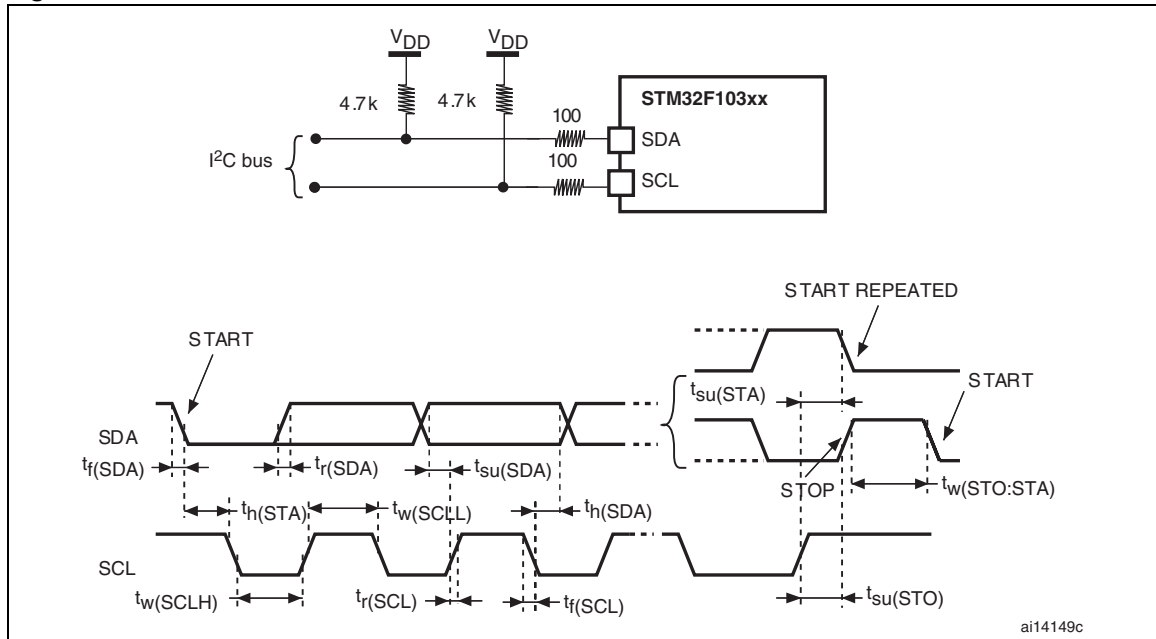 VDD VDD
STM32F103xx
4.7k 4.7k
100
SDA
I²C bus
100
SCL
START REPEATED
START
START
tsu(STA)
SDA
tf(SDA)
tr(SDA)
tsu(SDA)
STOP
tw(STO:STA)
th(STA)
tw(SCLL)
th(SDA)
SCL
tw(SCLH)
tr(SCL)
tf(SCL)
tsu(STO)
ai14149c